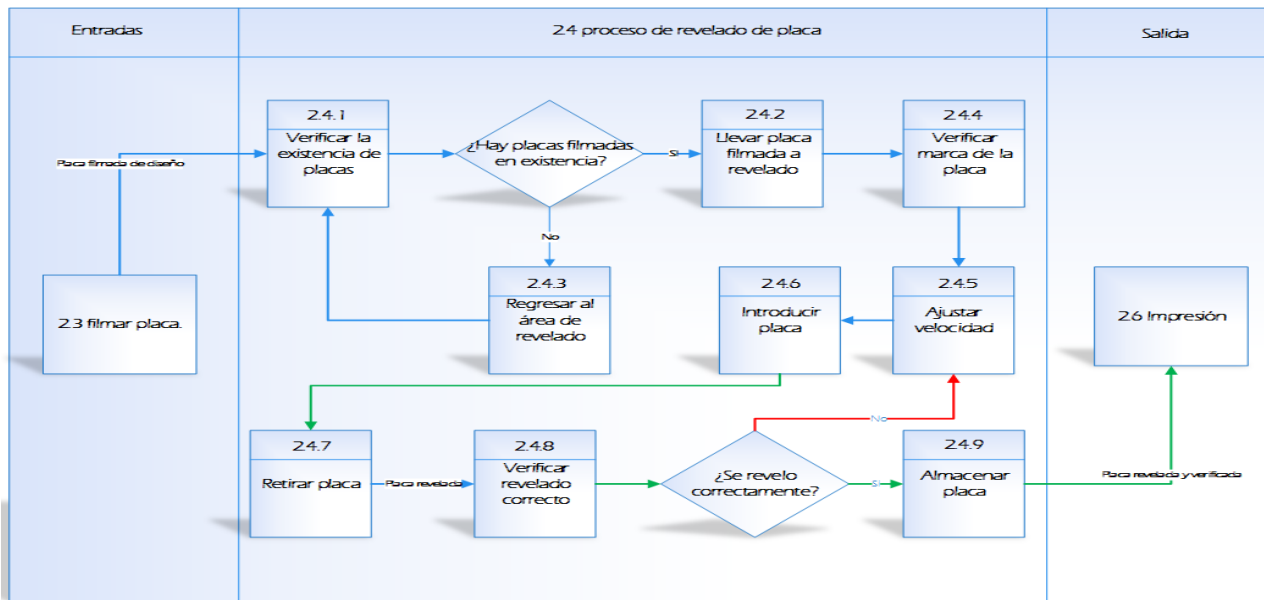 Entradas
2.4 proceso de revelado de placa
Salida
2.4.1
Verificar la
existencia de
placas
¿Hay placas filmadas
en existencia?
Si
2.4.2
Llevar placa
filmada a
revelado
2.4.4
Verificar
marca de la
placa
Placa filmada de diseño
No
2.3 filmar placa.
2.4.3
Regresar al
área de
revelado
2.4.6
Introducir
placa
2.4.5
Ajustar
velocidad
2.6 Impresión
2.4.7
Retirar placa
Placa revelada
2.4.8
Verificar
revelado
correcto
¿Se revelo
correctamente?
No
Si
2.4.9
Almacenar
placa
Placa revelada y verificada